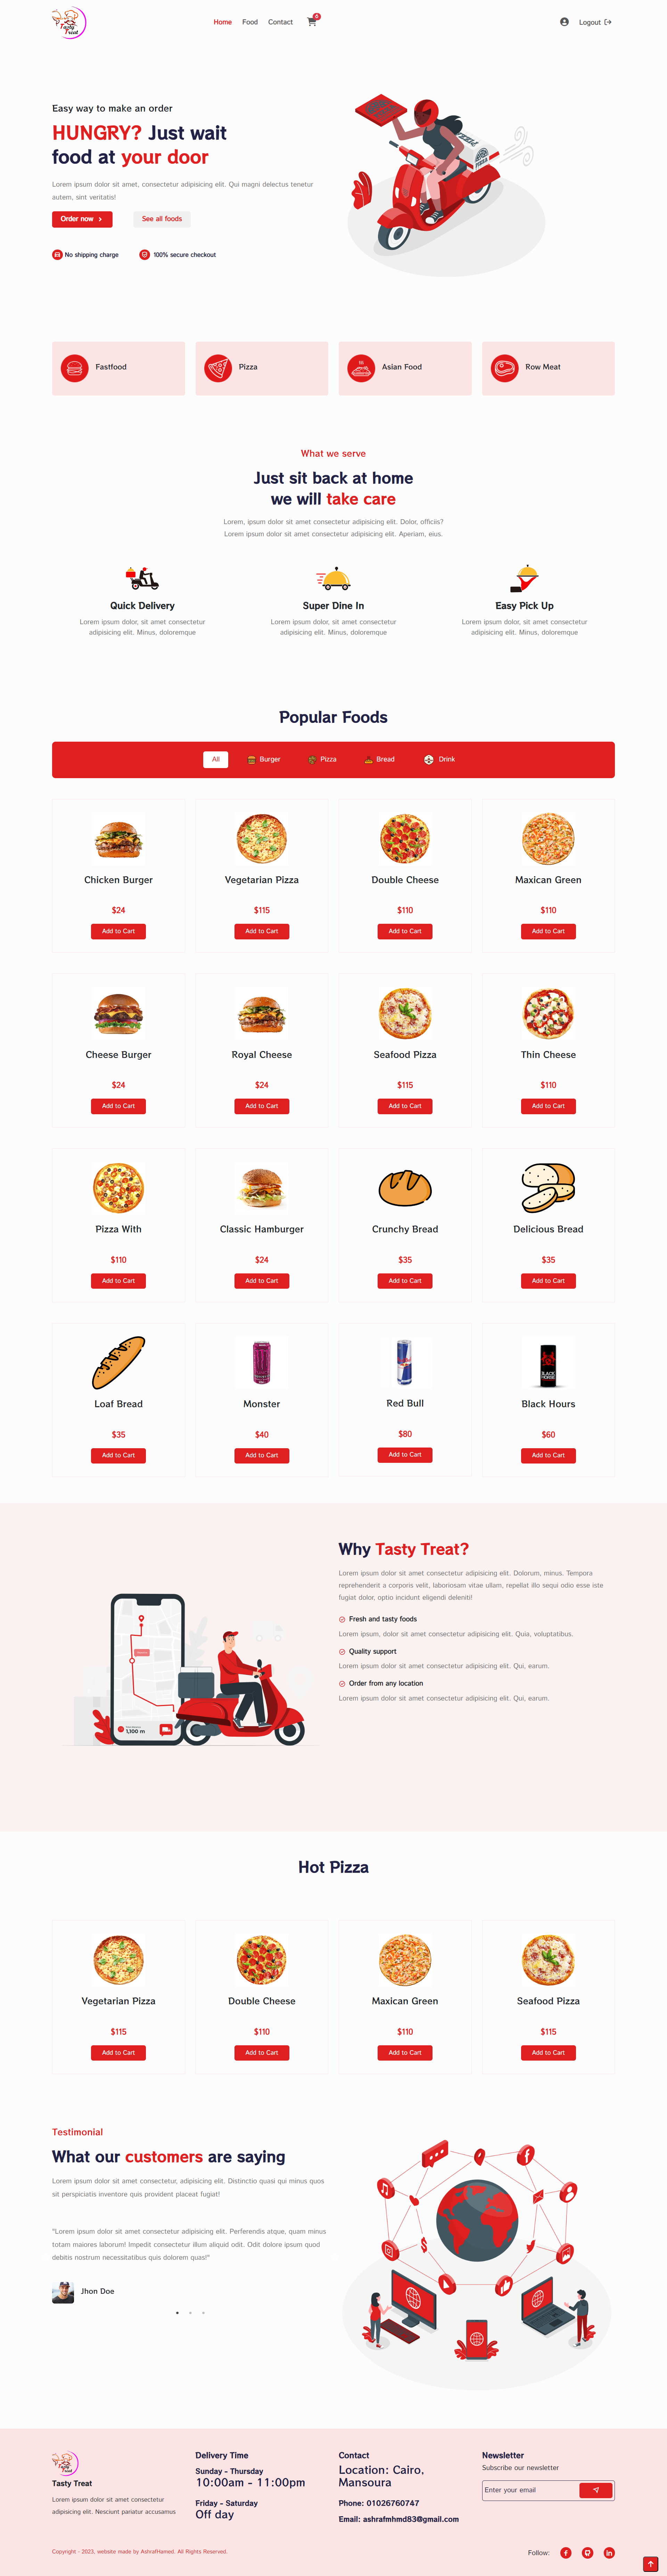 Tasty
Treat
Home
Food
Contact
0
Logout
Easy way to make an order
HUNGRY? Just wait
food at your door
Lorem ipsum dolor sit amet, consectetur adipisicing elit. Qui magni delectus tenetur
autem, sint veritatis!
Order now
See all foods
No shipping charge
100% secure checkout
PIZZA
Fastfood
Pizza
Asian Food
Row Meat
What we serve
Just sit back at home
we will take care
Lorem, ipsum dolor sit amet consectetur adipisicing elit. Dolor, officiis?
Lorem ipsum dolor sit amet consectetur adipisicing elit. Aperiam, eius.
Quick Delivery
Lorem ipsum dolor, sit amet consectetur
adipisicing elit. Minus, doloremque
Super Dine In
Lorem ipsum dolor, sit amet consectetur
adipisicing elit. Minus, doloremque
Easy Pick Up
Lorem ipsum dolor, sit amet consectetur
adipisicing elit. Minus, doloremque
Popular Foods
All
Burger
Pizza
Bread
Drink
Chicken Burger
$24
Add to Cart
Vegetarian Pizza
$115
Add to Cart
Double Cheese
$110
Add to Cart
Maxican Green
$110
Add to Cart
Cheese Burger
$24
Add to Cart
Royal Cheese
$24
Add to Cart
Seafood Pizza
$115
Add to Cart
Thin Cheese
$110
Add to Cart
Pizza With
$110
Add to Cart
Classic Hamburger
$24
Add to Cart
Crunchy Bread
$35
Add to Cart
Delicious Bread
$35
Add to Cart
Loaf Bread
$35
Add to Cart
Monster
$40
Add to Cart
Red Bull
$80
Add to Cart
BLACK
HORSE
Black Hours
$60
Add to Cart
1,100 m
Why Tasty Treat?
Lorem ipsum dolor sit amet consectetur adipisicing elit. Dolorum, minus. Tempora
reprehenderit a corporis velit, laboriosam vitae ullam, repellat illo sequi odio esse iste
fugiat dolor, optio incidunt eligendi deleniti!
Fresh and tasty foods
Lorem ipsum, dolor sit amet consectetur adipisicing elit. Quia, voluptatibus.
Quality support
Lorem ipsum dolor sit amet consectetur adipisicing elit. Qui, earum.
Order from any location
Lorem ipsum dolor sit amet consectetur adipisicing elit. Qui, earum.
Hot Pizza
Vegetarian Pizza
$115
Add to Cart
Double Cheese
$110
Add to Cart
Maxican Green
$110
Add to Cart
Seafood Pizza
$115
Add to Cart
Testimonial
What our customers are saying
Lorem ipsum dolor sit amet consectetur, adipisicing elit. Distinctio quasi qui minus quos
sit perspiciatis inventore quis provident placeat fugiat!
"Lorem ipsum dolor sit amet consectetur adipisicing elit. Perferendis atque, quam minus
totam maiores laborum! Impedit consectetur illum aliquid odit. Odit dolore ipsum quod
debitis nostrum necessitatibus quis dolorem quas!"
Jhon Doe
Tasty
Treat
Tasty Treat
Lorem ipsum dolor sit amet consectetur
adipisicing elit. Nesciunt pariatur accusamus
Delivery Time
Sunday - Thursday
10:00am - 11:00pm
Friday - Saturday
Off day
Contact
Location: Cairo,
Mansoura
Phone: 01026760747
Email: ashrafmhmd83@gmail.com
Newsletter
Subscribe our newsletter
Enter your email
Copyright - 2023, website made by AshrafHamed. All Rights Reserved.
Follow: